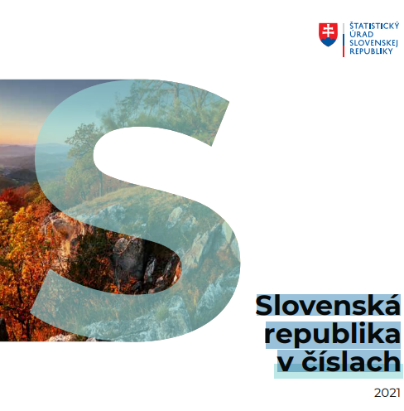 ŠTATISTICKÝ
ÚRAD
SLOVENSKEJ
REPUBLIKY
S
Slovenská
republika
v číslach
2021